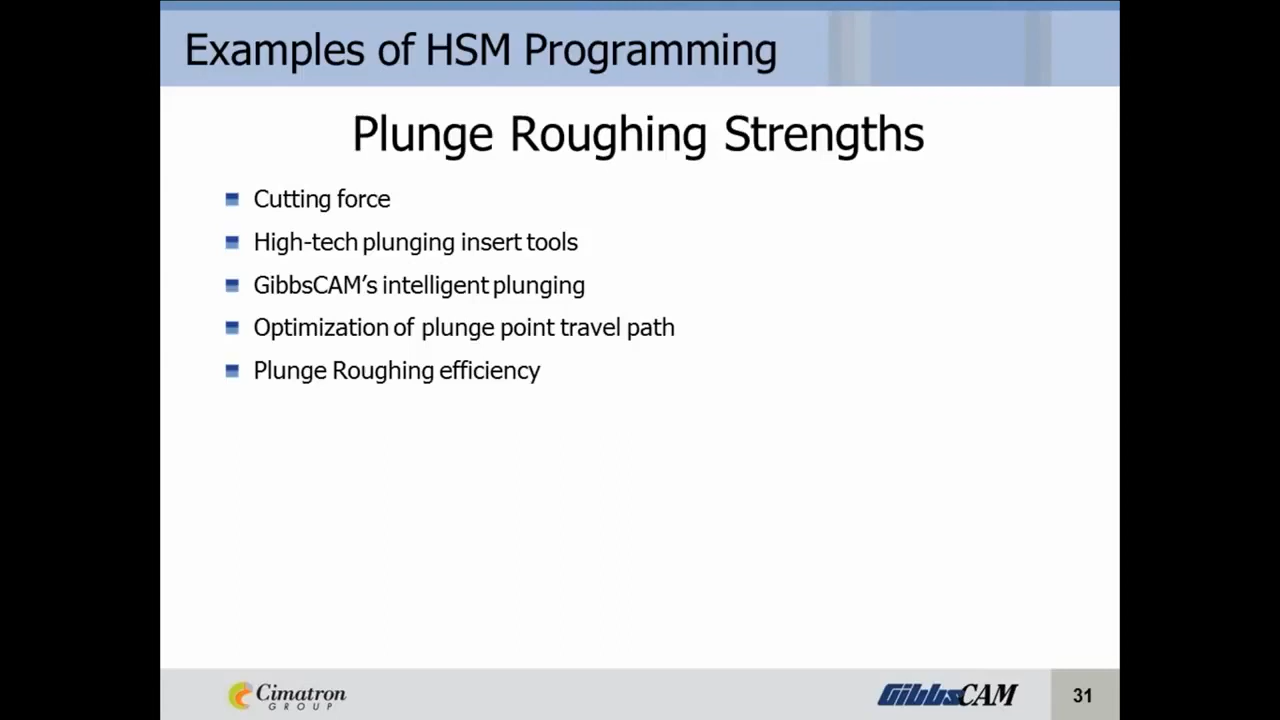 Examples of HSM Programming
Plunge Roughing Strengths
Cutting force
High-tech plunging insert tools
GibbsCAM's intelligent plunging
Optimization of plunge point travel path
Plunge Roughing efficiency
Cimatron
GROUP
GibbsCAM
31